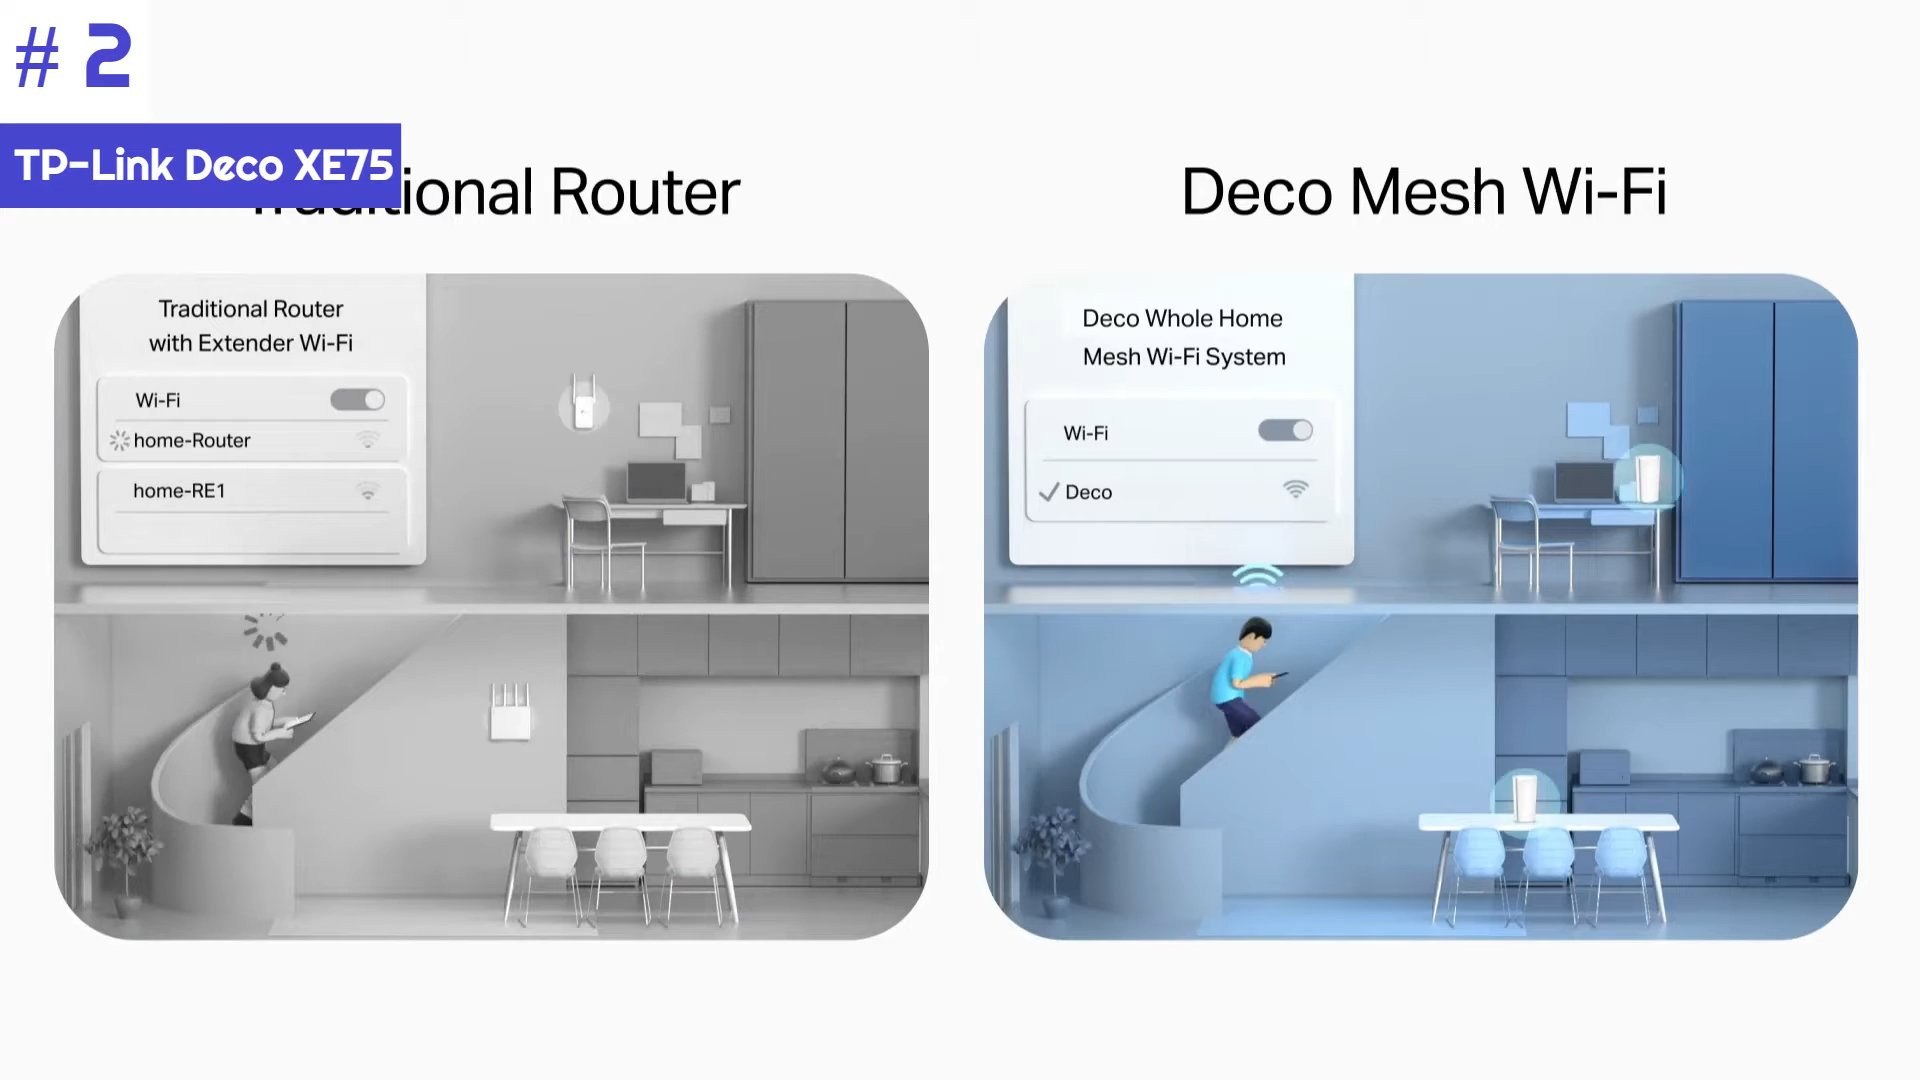 # 2
TP-Link Deco XE75
Traditional Router
Deco Mesh Wi-Fi
Traditional Router
with Extender Wi-Fi
Wi-Fi
home-Router
home-RE1
Deco Whole Home
Mesh Wi-Fi System
Wi-Fi
Deco